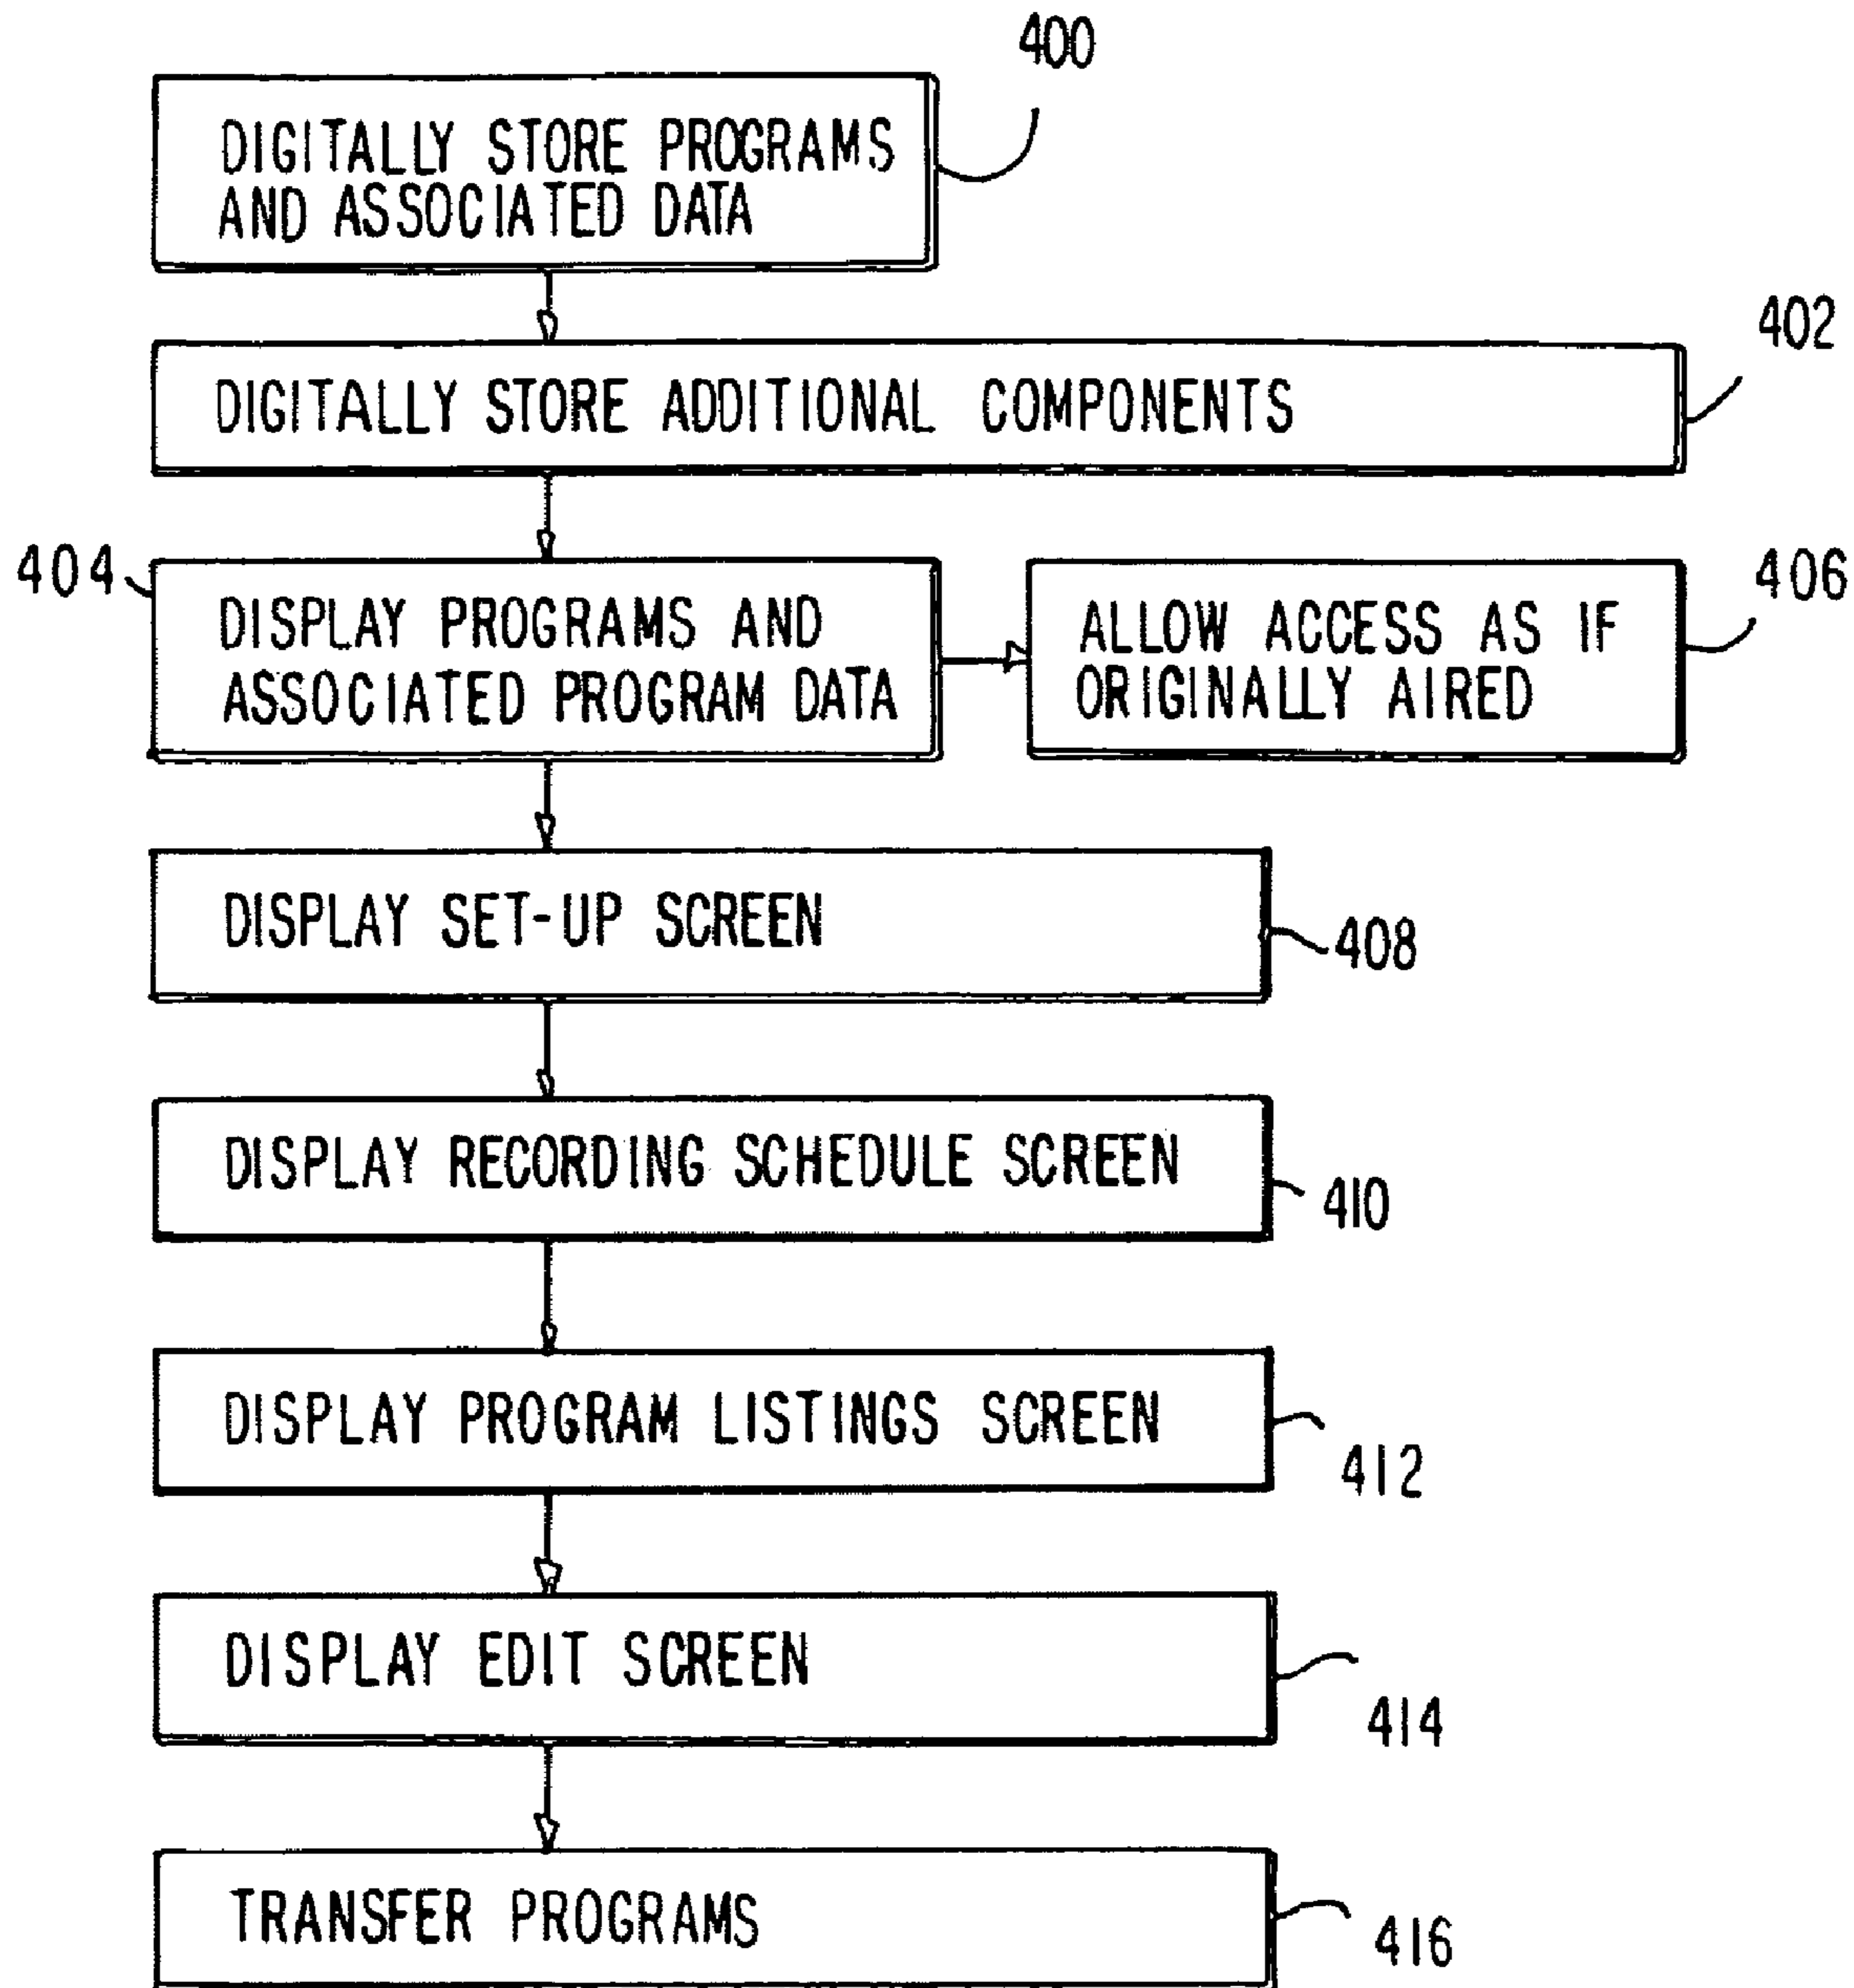 400
DIGITALLY STORE PROGRAMS
AND ASSOCIATED DATA
402
DIGITALLY STORE ADDITIONAL COMPONENTS
404
DISPLAY PROGRAMS AND
ASSOCIATED PROGRAM DATA
406
ALLOW ACCESS AS IF
ORIGINALLY AIRED
DISPLAY SET-UP SCREEN
408
DISPLAY RECORDING SCHEDULE SCREEN
410
DISPLAY PROGRAM LISTINGS SCREEN
412
DISPLAY EDIT SCREEN
414
TRANSFER PROGRAMS
416